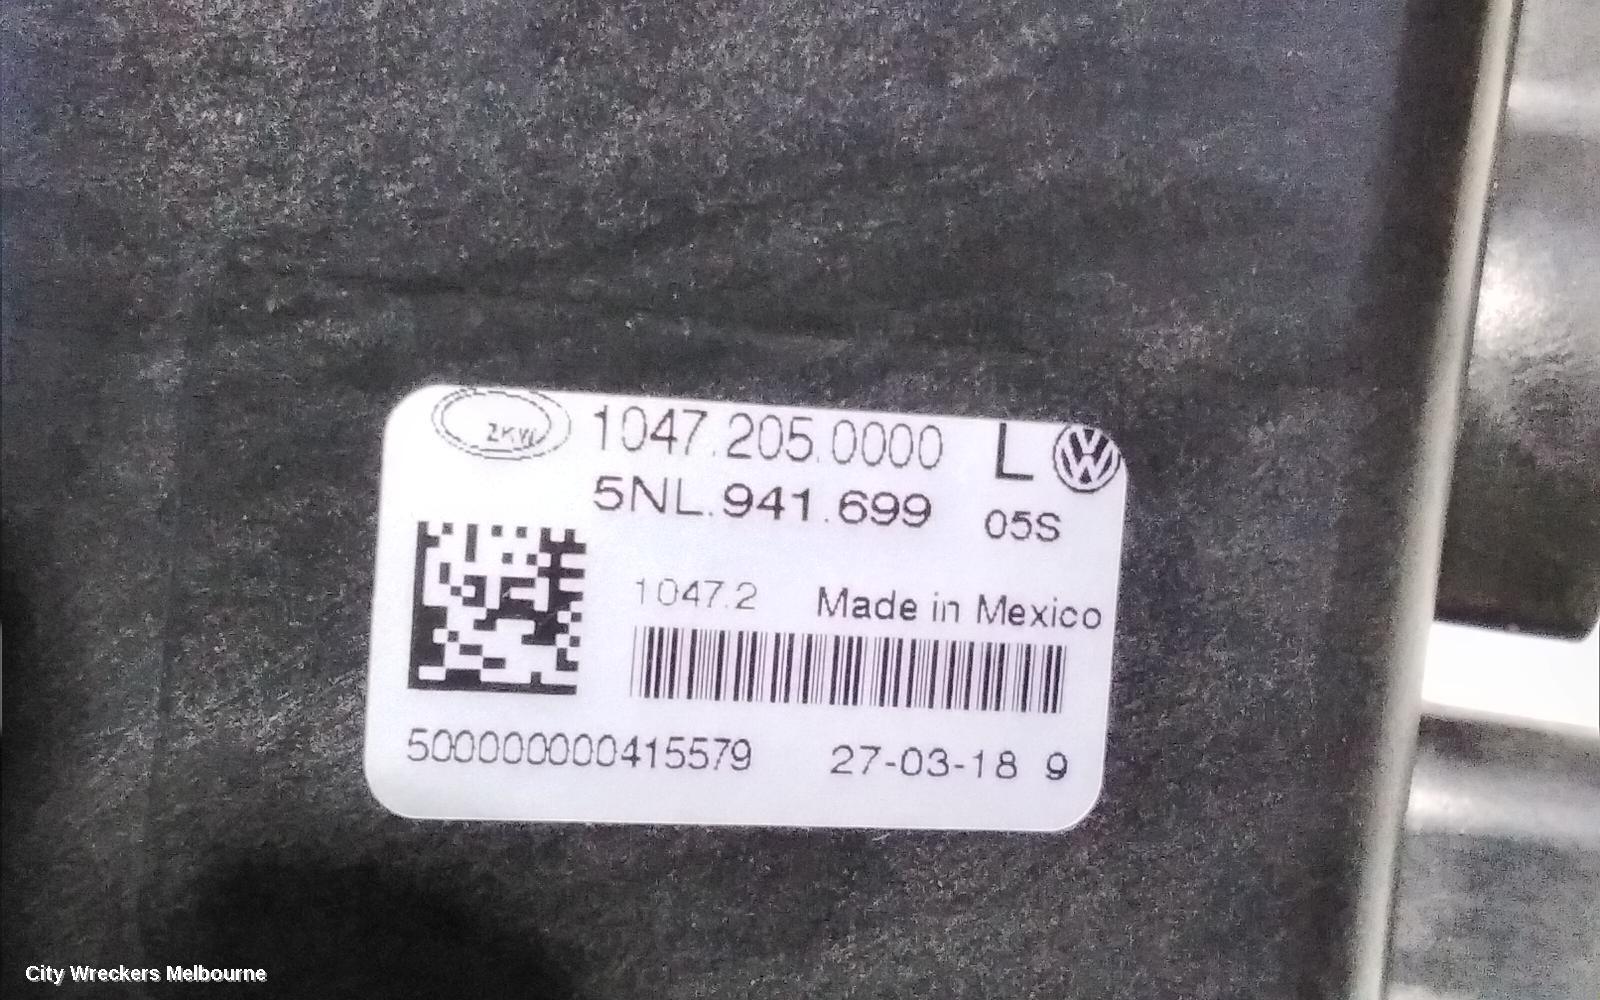 ZKW 1047.205.0000 L
5NL.941.699 05S
1047.2 Made in Mexico
500000000415579 27-03-18 9
City Wreckers Melbourne